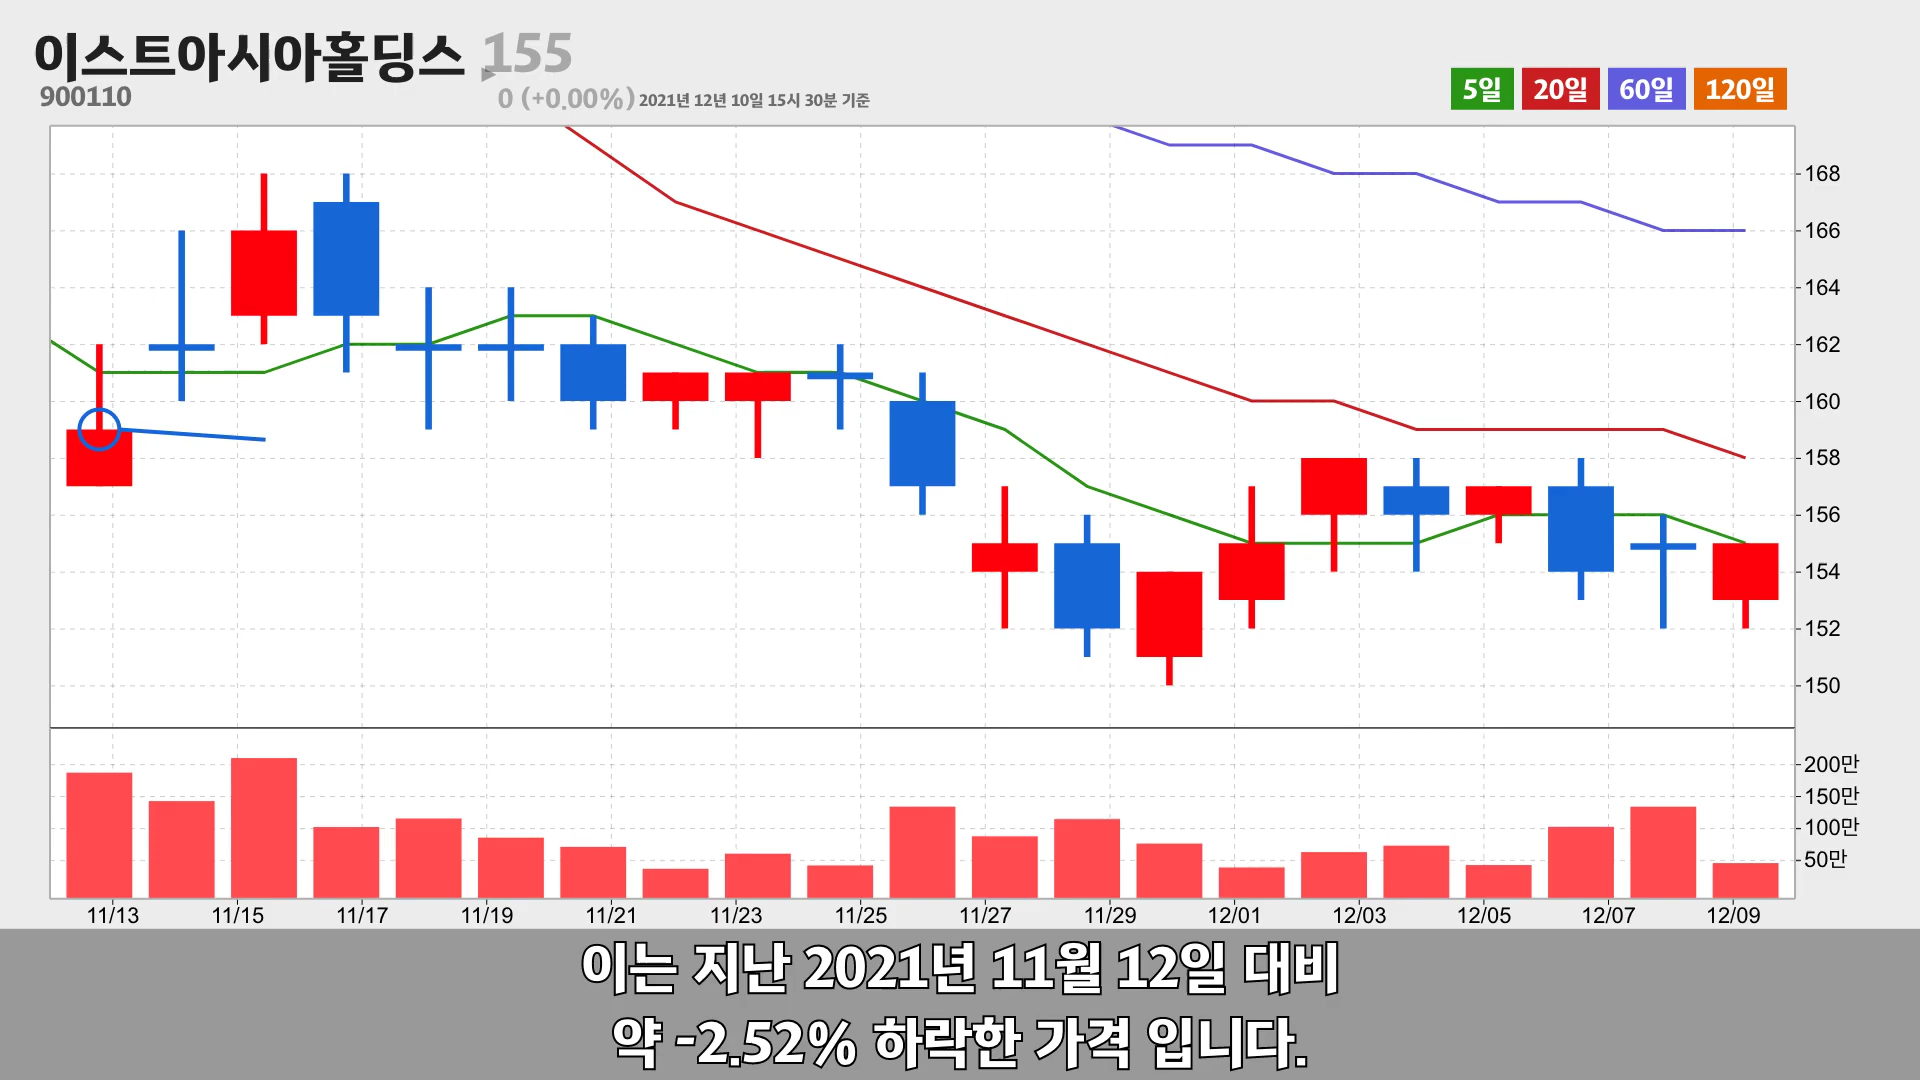 이스트아시아홀딩스 155
900110
0 (+0.00%) 2021년 12년 10일 15시 30분 기준
5일 20일 60일 120일
168
166
164
162
160
158
156
154
152
150
200만
150만
100만
50만
11/13 11/15 11/17 11/19 11/21 11/23 11/25 11/27 11/29 12/01 12/03 12/05 12/07 12/09
이는 지난 2021년 11월 12일 대비
약 -2.52% 하락한 가격 입니다.